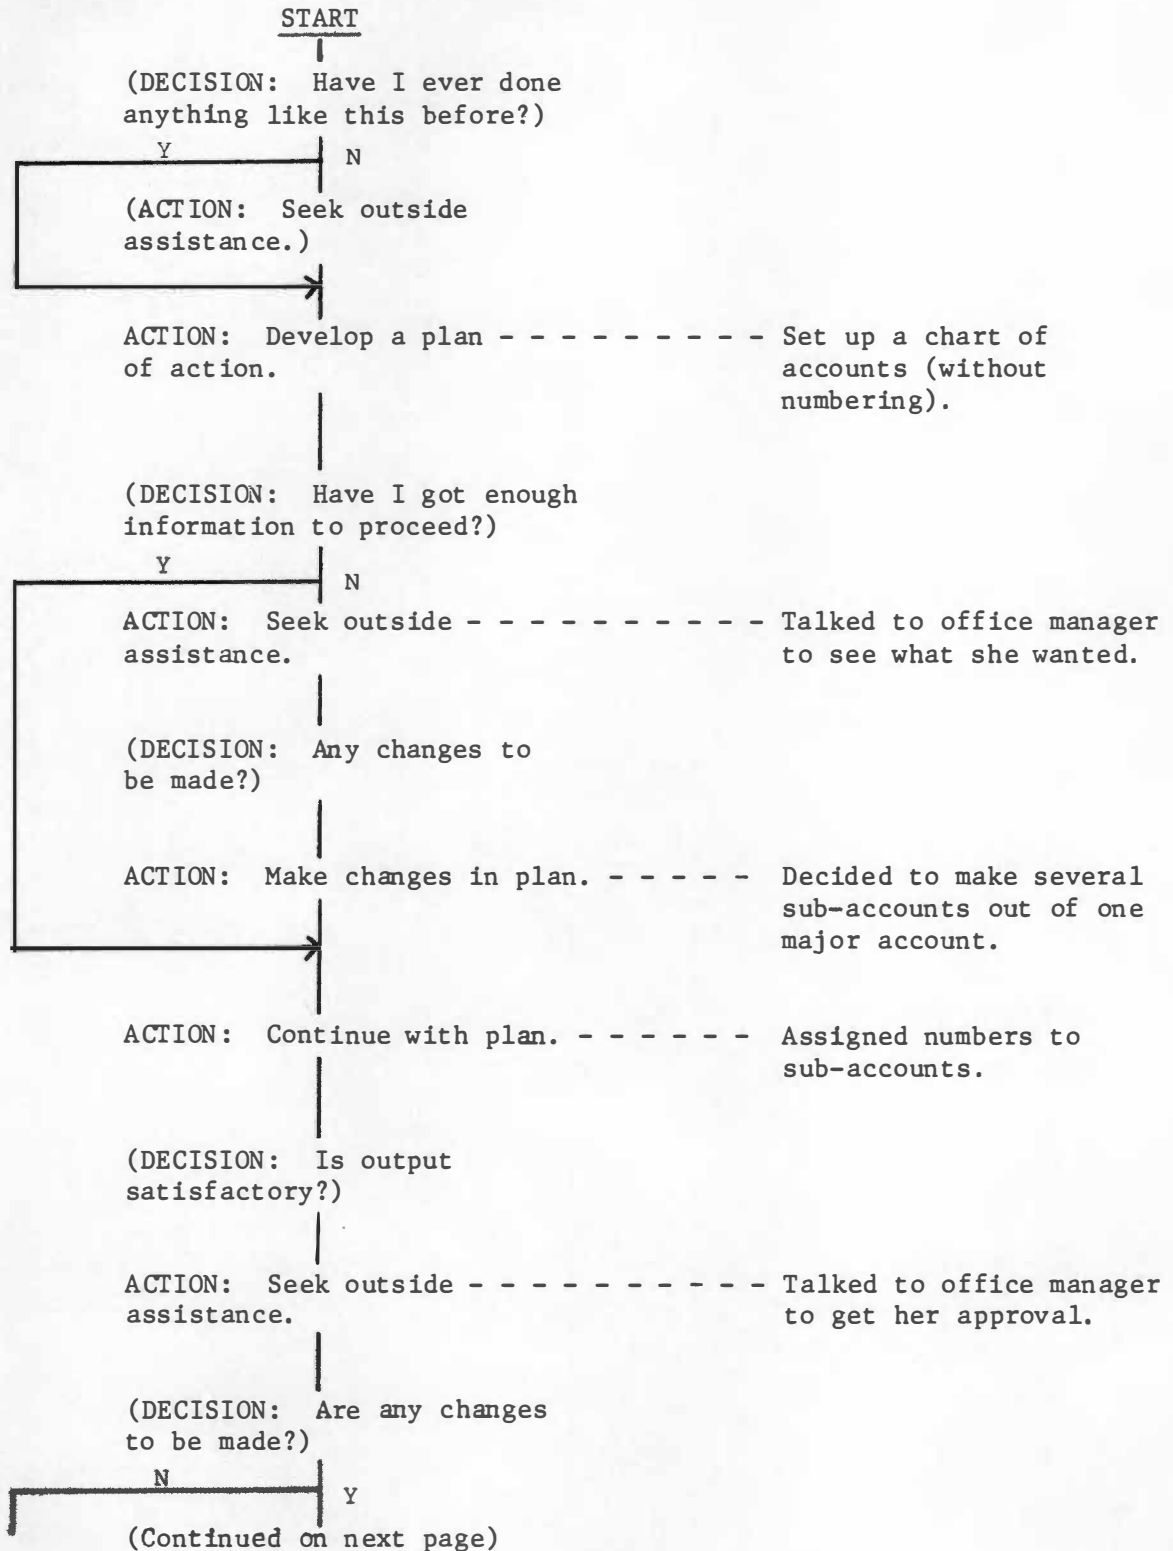 START
(DECISION: Have I ever done
anything like this before?)
Y
N
(ACTION: Seek outside
assistance.)
ACTION: Develop a plan - - - - - - - - - Set up a chart of
of action. accounts (without
numbering).
(DECISION: Have I got enough
information to proceed?)
Y
N
ACTION: Seek outside - - - - - - - - - - Talked to office manager
assistance. to see what she wanted.
(DECISION: Any changes to
be made?)
ACTION: Make changes in plan. - - - - - Decided to make several
sub-accounts out of one
major account.
ACTION: Continue with plan. - - - - - - Assigned numbers to
sub-accounts.
(DECISION: Is output
satisfactory?)
ACTION: Seek outside - - - - - - - - - - Talked to office manager
assistance. to get her approval.
(DECISION: Are any changes
to be made?)
N
Y
(Continued on next page)